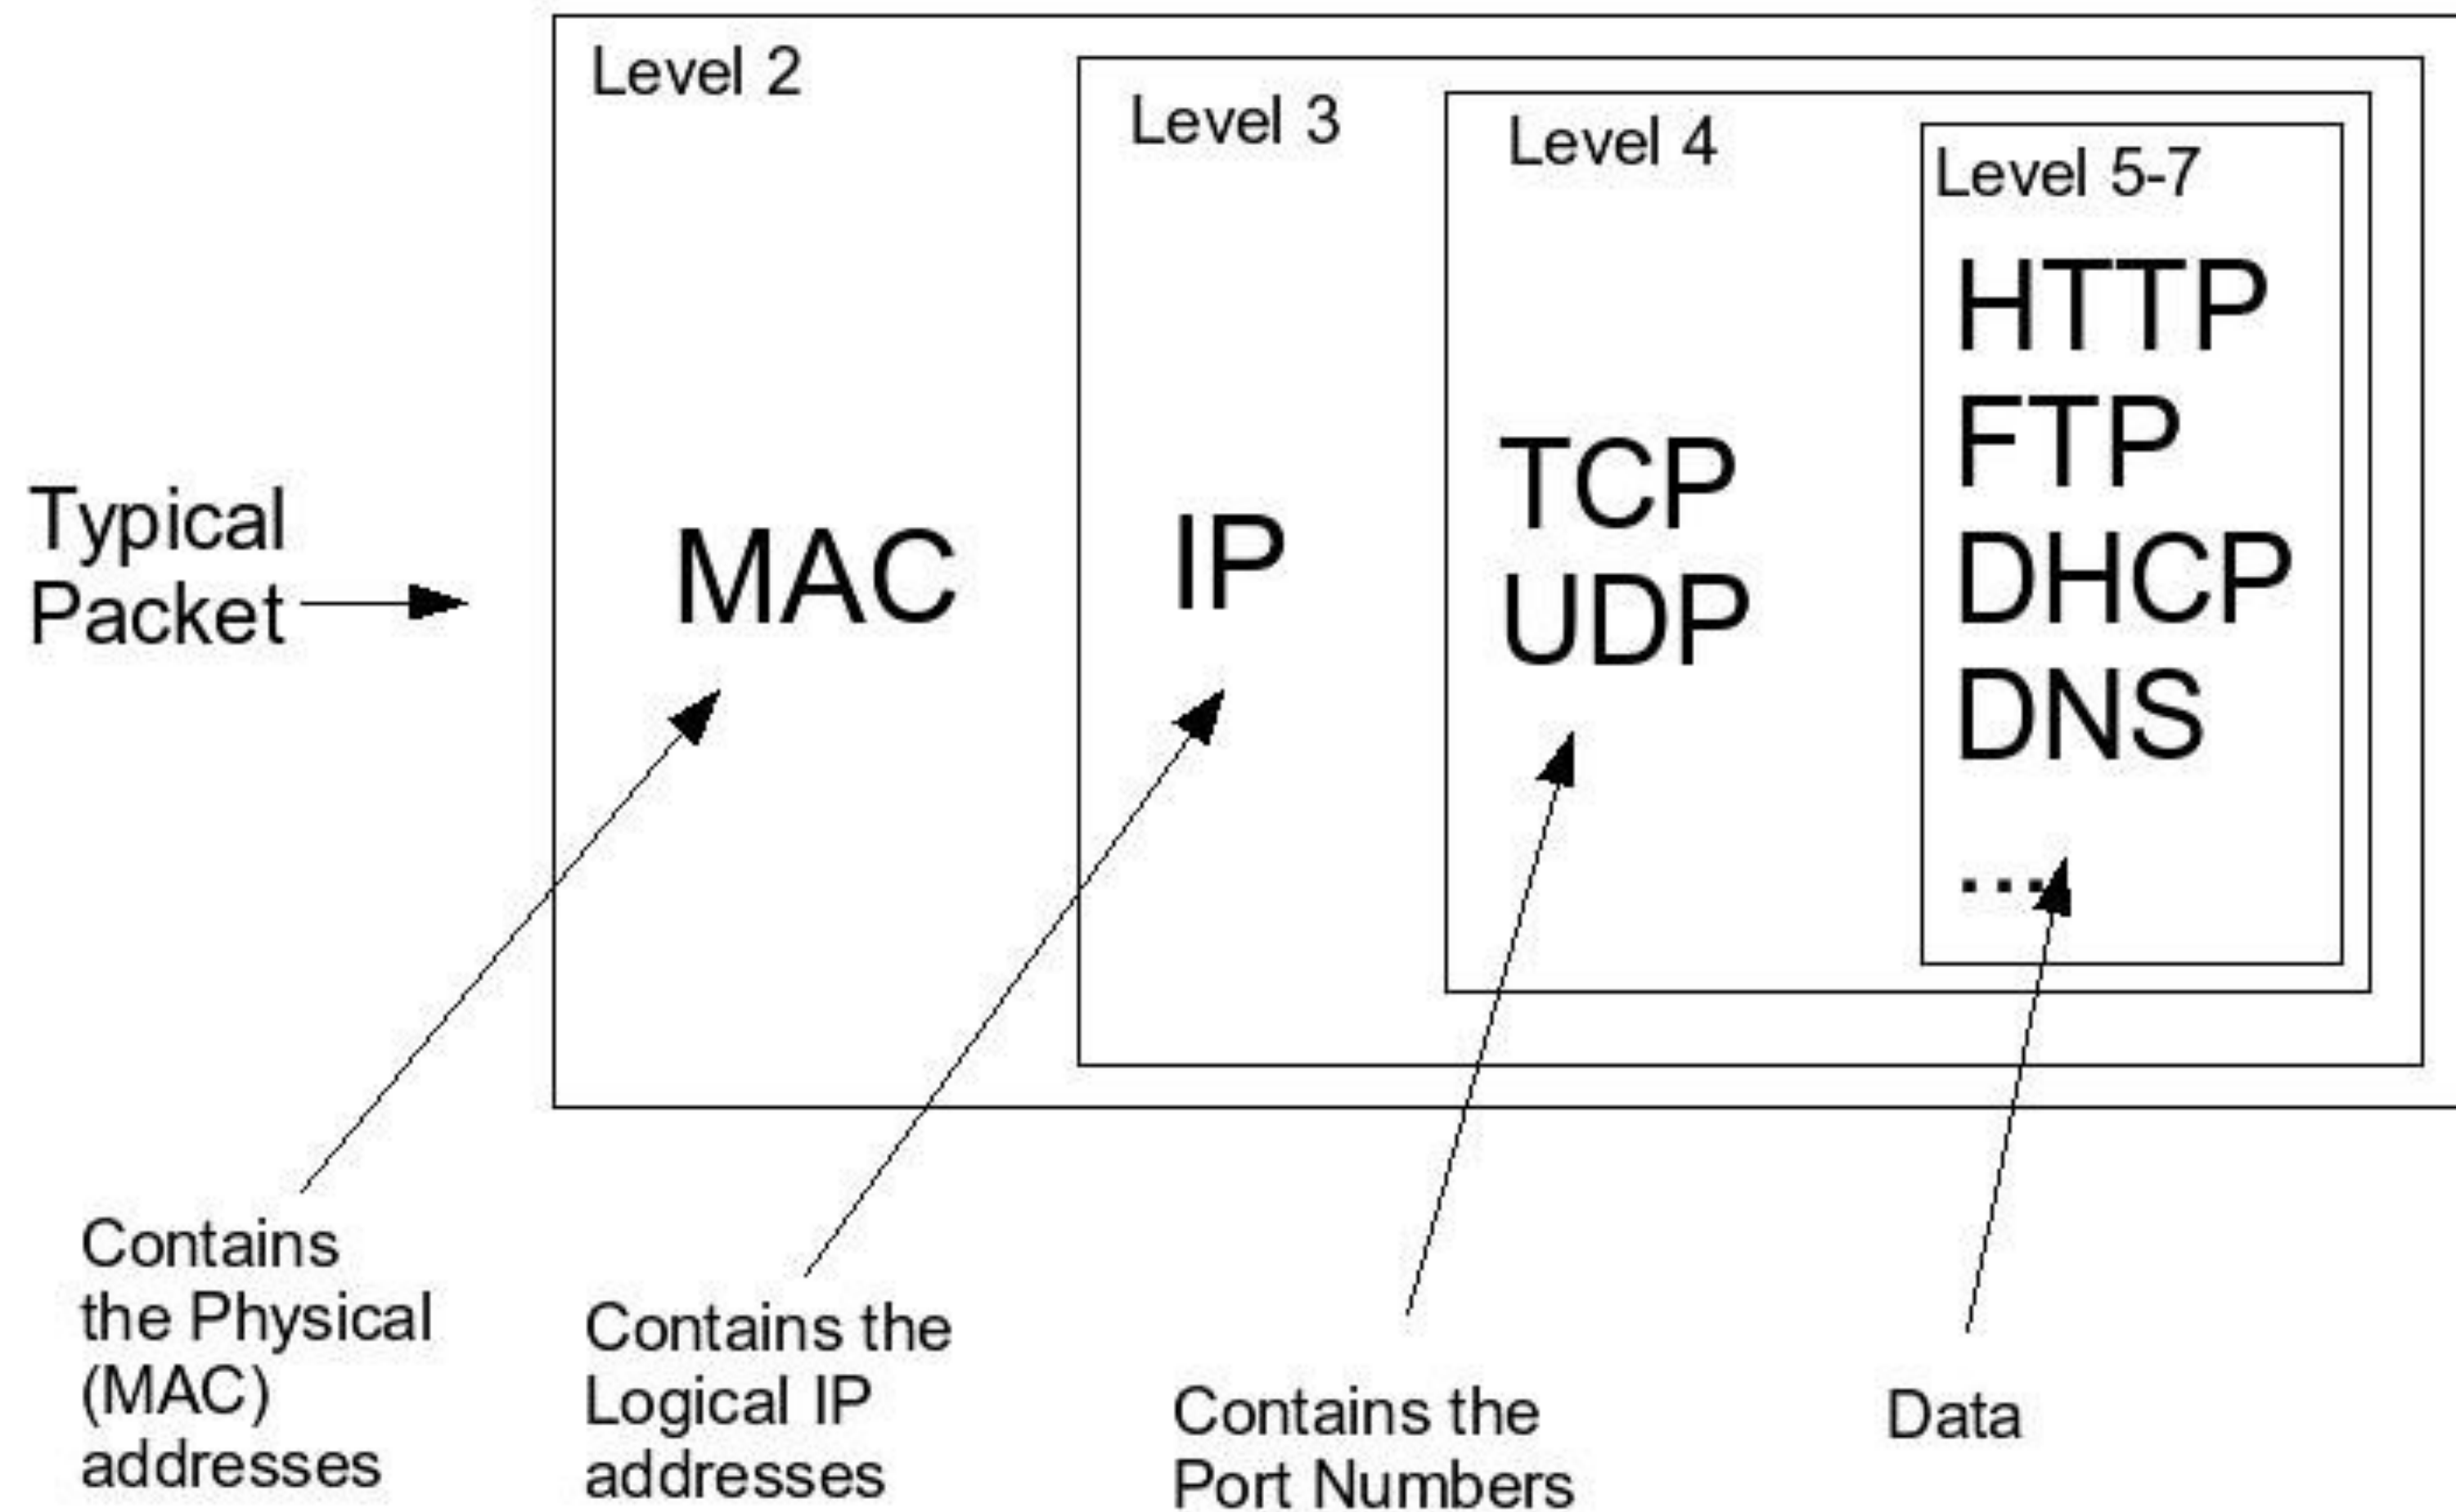 Level 2
Level 3
Level 4
Level 5-7
HTTP
FTP
DHCP
DNS
...
TCP
UDP
IP
MAC
Typical
Packet
Contains
the Physical
(MAC)
addresses
Contains the
Logical IP
addresses
Contains the
Port Numbers
Data